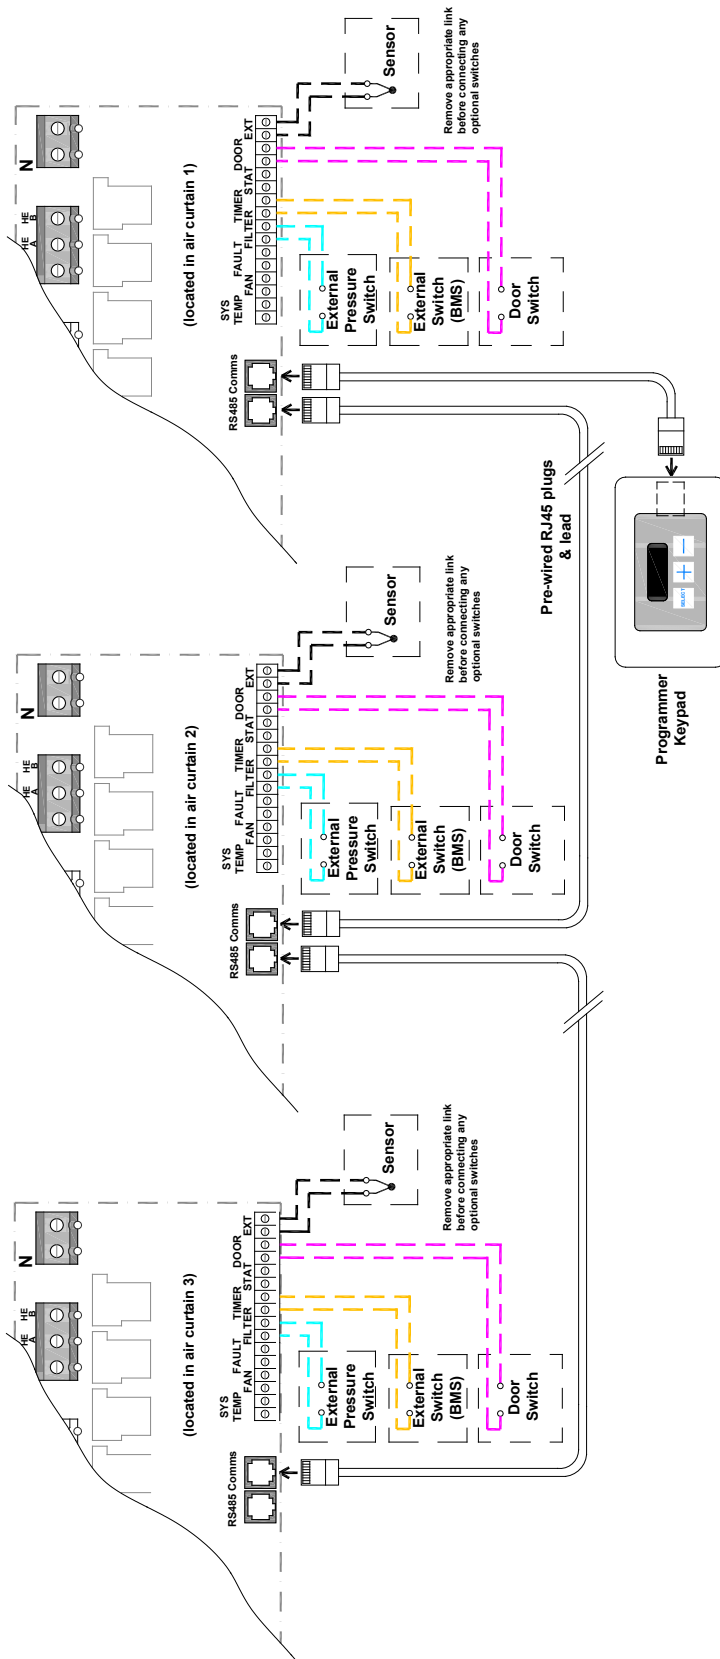 N
HE
A
HE
B
(located in air curtain 3)
SYS
TEMP
FAN
FAULT
FILTER
TIMER
STAT
DOOR
EXT
RS485 Comms
External
Pressure
Switch
External
Switch
(BMS)
Door
Switch
Sensor
Remove appropriate link
before connecting any
optional switches
N
HE
A
HE
B
(located in air curtain 2)
SYS
TEMP
FAN
FAULT
FILTER
TIMER
STAT
DOOR
EXT
RS485 Comms
External
Pressure
Switch
External
Switch
(BMS)
Door
Switch
Sensor
Remove appropriate link
before connecting any
optional switches
N
HE
A
HE
B
(located in air curtain 1)
SYS
TEMP
FAN
FAULT
FILTER
TIMER
STAT
DOOR
EXT
RS485 Comms
External
Pressure
Switch
External
Switch
(BMS)
Door
Switch
Sensor
Remove appropriate link
before connecting any
optional switches
Pre-wired RJ45 plugs
& lead
Programmer
Keypad
SELECT